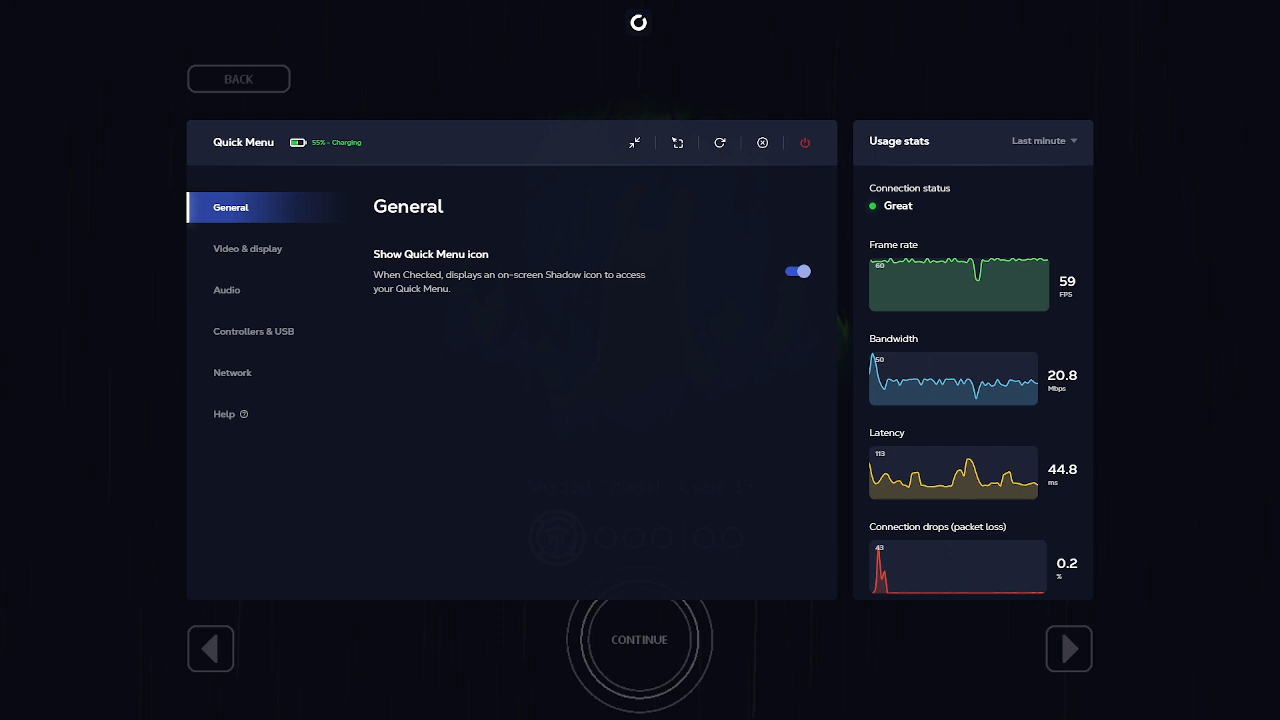 BACK
Quick Menu
55% - Charging
General
Video & display
Audio
Controllers & USB
Network
Help
General
Show Quick Menu icon
When Checked, displays an on-screen Shadow icon to access
your Quick Menu.
Usage stats
Last minute
Connection status
Great
Frame rate
60
59
FPS
Bandwidth
50
20.8
Mbps
Latency
113
44.8
ms
Connection drops (packet loss)
43
0.2
%
CONTINUE